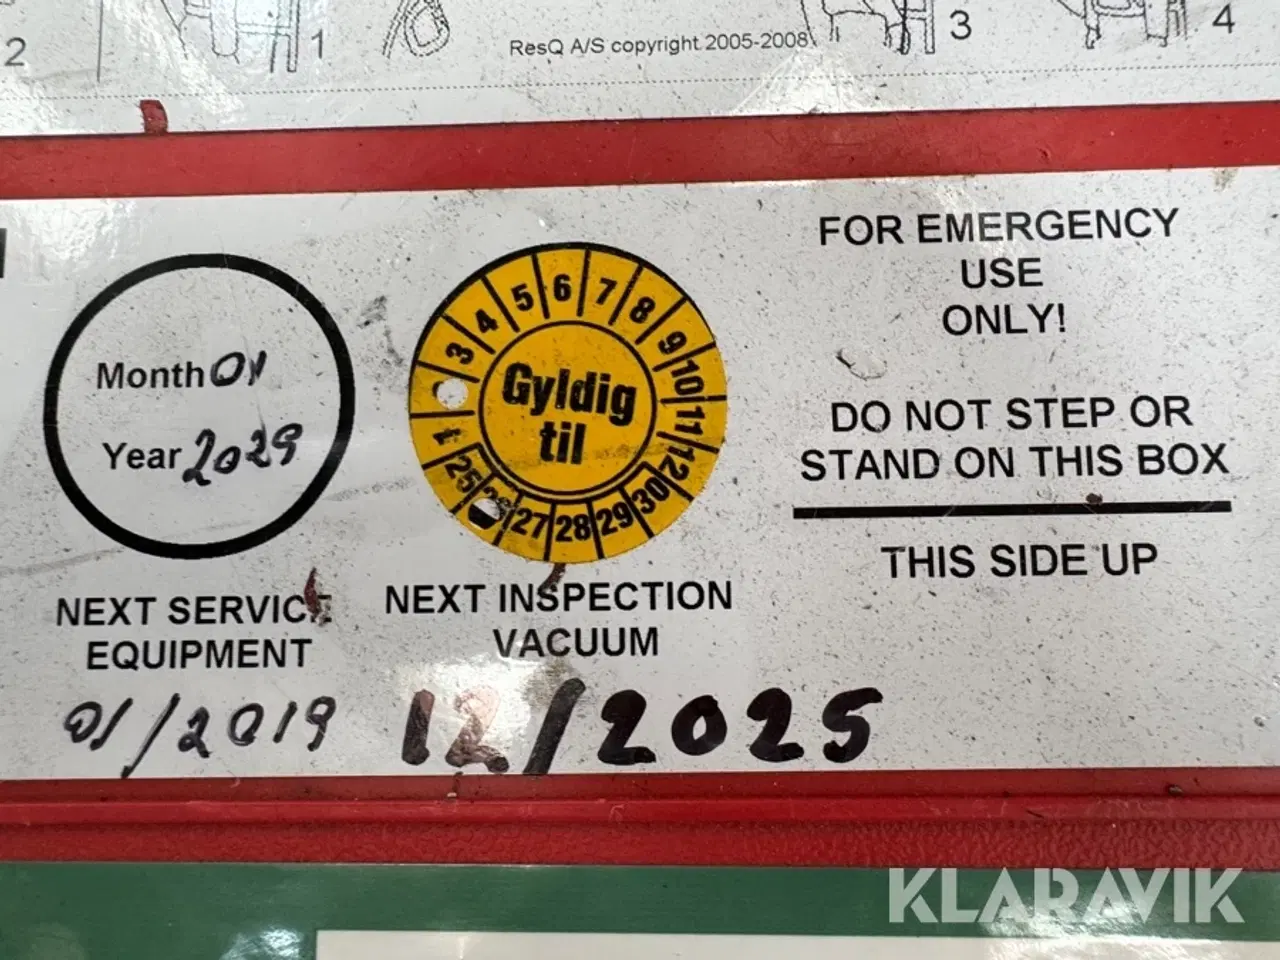 2
1
ResQ A/S copyright 2005-2008
3
4
Month 01
Year 2029
NEXT SERVICE
EQUIPMENT
01/2019
1 3 4 5 6 7 8 9 10 11 12
25 26 27 28 29 30
Gyldig
til
NEXT INSPECTION
VACUUM
12/2025
FOR EMERGENCY
USE
ONLY!
DO NOT STEP OR
STAND ON THIS BOX
THIS SIDE UP
KLARAVIK